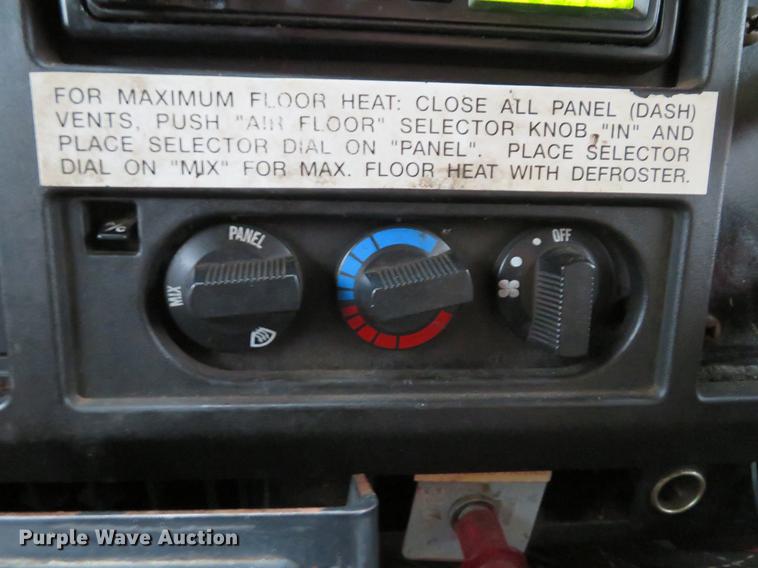 FOR MAXIMUM FLOOR HEAT: CLOSE ALL PANEL (DASH)
VENTS, PUSH "AIR FLOOR" SELECTOR KNOB "IN" AND
PLACE SELECTOR DIAL ON "PANEL". PLACE SELECTOR
DIAL ON "MIX" FOR MAX. FLOOR HEAT WITH DEFROSTER.
PANEL
OFF
MIX
Purple Wave Auction